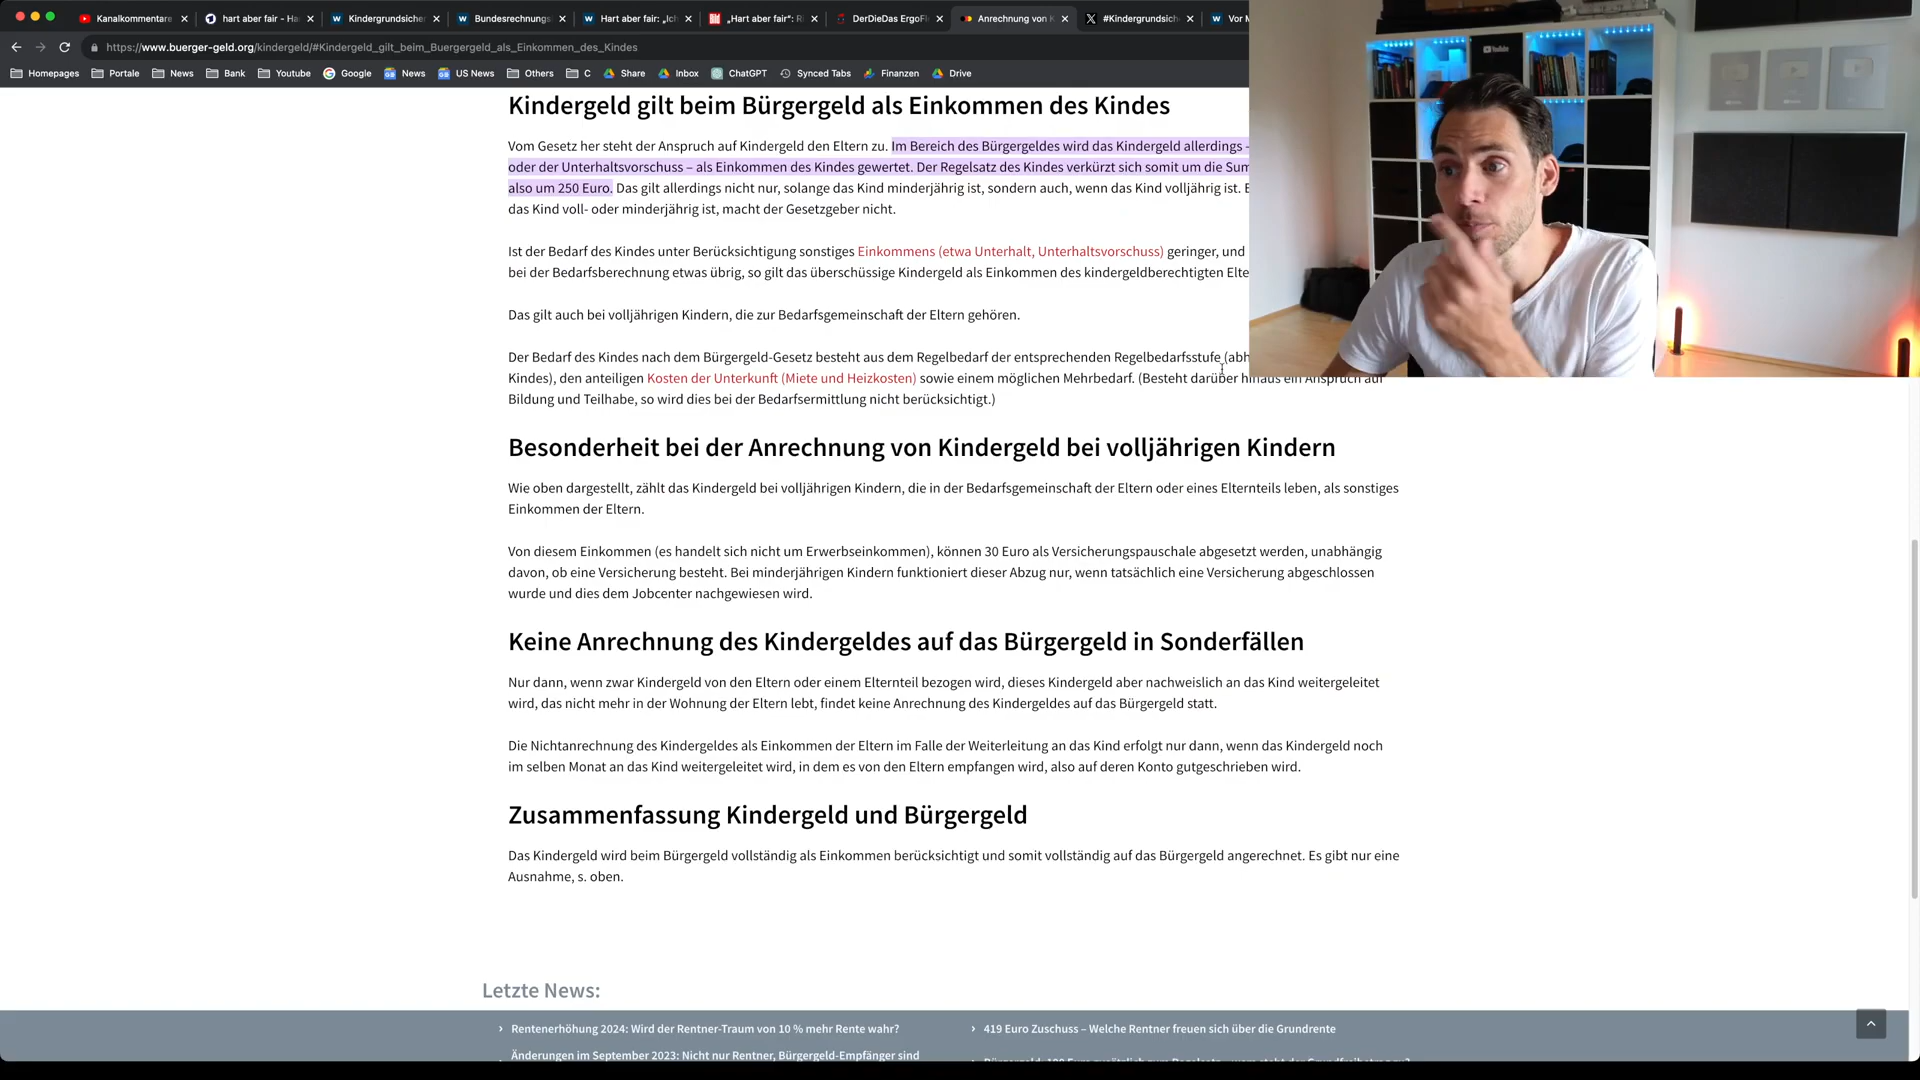 Kanalkommentare
hart aber fair - Ha
Kindergrundsicher
Bundesrechnungs
Hart aber fair: „Ich
„Hart aber fair“: R
DerDieDas ErgoFl
Anrechnung von K
#Kindergrundsich
Vor M
https://www.buerger-geld.org/kindergeld/#Kindergeld_gilt_beim_Buergergeld_als_Einkommen_des_Kindes
Homepages
Portale
News
Bank
Youtube
Google
News
US News
Others
C
Share
Inbox
ChatGPT
Synced Tabs
Finanzen
Drive
Kindergeld gilt beim Bürgergeld als Einkommen des Kindes
Vom Gesetz her steht der Anspruch auf Kindergeld den Eltern zu. Im Bereich des Bürgergeldes wird das Kindergeld allerdings -
oder der Unterhaltsvorschuss – als Einkommen des Kindes gewertet. Der Regelsatz des Kindes verkürzt sich somit um die Sum
also um 250 Euro. Das gilt allerdings nicht nur, solange das Kind minderjährig ist, sondern auch, wenn das Kind volljährig ist. E
das Kind voll- oder minderjährig ist, macht der Gesetzgeber nicht.
Ist der Bedarf des Kindes unter Berücksichtigung sonstiges Einkommens (etwa Unterhalt, Unterhaltsvorschuss) geringer, und
bei der Bedarfsberechnung etwas übrig, so gilt das überschüssige Kindergeld als Einkommen des kindergeldberechtigten Elte
Das gilt auch bei volljährigen Kindern, die zur Bedarfsgemeinschaft der Eltern gehören.
Der Bedarf des Kindes nach dem Bürgergeld-Gesetz besteht aus dem Regelbedarf der entsprechenden Regelbedarfsstufe (abh
Kindes), den anteiligen Kosten der Unterkunft (Miete und Heizkosten) sowie einem möglichen Mehrbedarf. (Besteht darüber hinaus ein Anspruch auf
Bildung und Teilhabe, so wird dies bei der Bedarfsermittlung nicht berücksichtigt.)
Besonderheit bei der Anrechnung von Kindergeld bei volljährigen Kindern
Wie oben dargestellt, zählt das Kindergeld bei volljährigen Kindern, die in der Bedarfsgemeinschaft der Eltern oder eines Elternteils leben, als sonstiges
Einkommen der Eltern.
Von diesem Einkommen (es handelt sich nicht um Erwerbseinkommen), können 30 Euro als Versicherungspauschale abgesetzt werden, unabhängig
davon, ob eine Versicherung besteht. Bei minderjährigen Kindern funktioniert dieser Abzug nur, wenn tatsächlich eine Versicherung abgeschlossen
wurde und dies dem Jobcenter nachgewiesen wird.
Keine Anrechnung des Kindergeldes auf das Bürgergeld in Sonderfällen
Nur dann, wenn zwar Kindergeld von den Eltern oder einem Elternteil bezogen wird, dieses Kindergeld aber nachweislich an das Kind weitergeleitet
wird, das nicht mehr in der Wohnung der Eltern lebt, findet keine Anrechnung des Kindergeldes auf das Bürgergeld statt.
Die Nichtanrechnung des Kindergeldes als Einkommen der Eltern im Falle der Weiterleitung an das Kind erfolgt nur dann, wenn das Kindergeld noch
im selben Monat an das Kind weitergeleitet wird, in dem es von den Eltern empfangen wird, also auf deren Konto gutgeschrieben wird.
Zusammenfassung Kindergeld und Bürgergeld
Das Kindergeld wird beim Bürgergeld vollständig als Einkommen berücksichtigt und somit vollständig auf das Bürgergeld angerechnet. Es gibt nur eine
Ausnahme, s. oben.
Letzte News:
Rentenerhöhung 2024: Wird der Rentner-Traum von 10 % mehr Rente wahr?
419 Euro Zuschuss – Welche Rentner freuen sich über die Grundrente
Änderungen im September 2023: Nicht nur Rentner, Bürgergeld-Empfänger sind